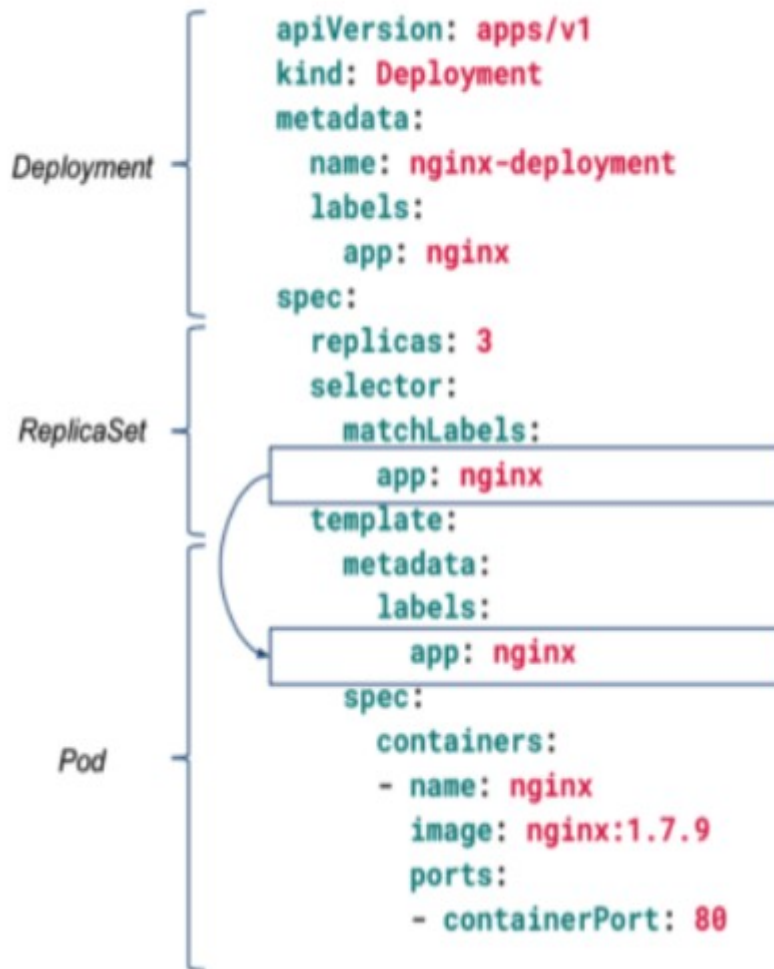 apiVersion: apps/v1
kind: Deployment
metadata:
Deployment
name: nginx-deployment
labels:
app: nginx
spec:
replicas: 3
selector:
ReplicaSet
matchLabels:
app: nginx
template:
metadata:
labels:
app: nginx
spec:
containers:
Pod
- name: nginx
image: nginx:1.7.9
ports:
- containerPort: 80